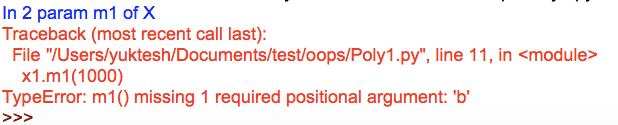 In 2 param m1 of X
Traceback (most recent call last):
  File "/Users/yuktesh/Documents/test/oops/Poly1.py", line 11, in <module>
    x1.m1(1000)
TypeError: m1() missing 1 required positional argument: 'b'
>>>